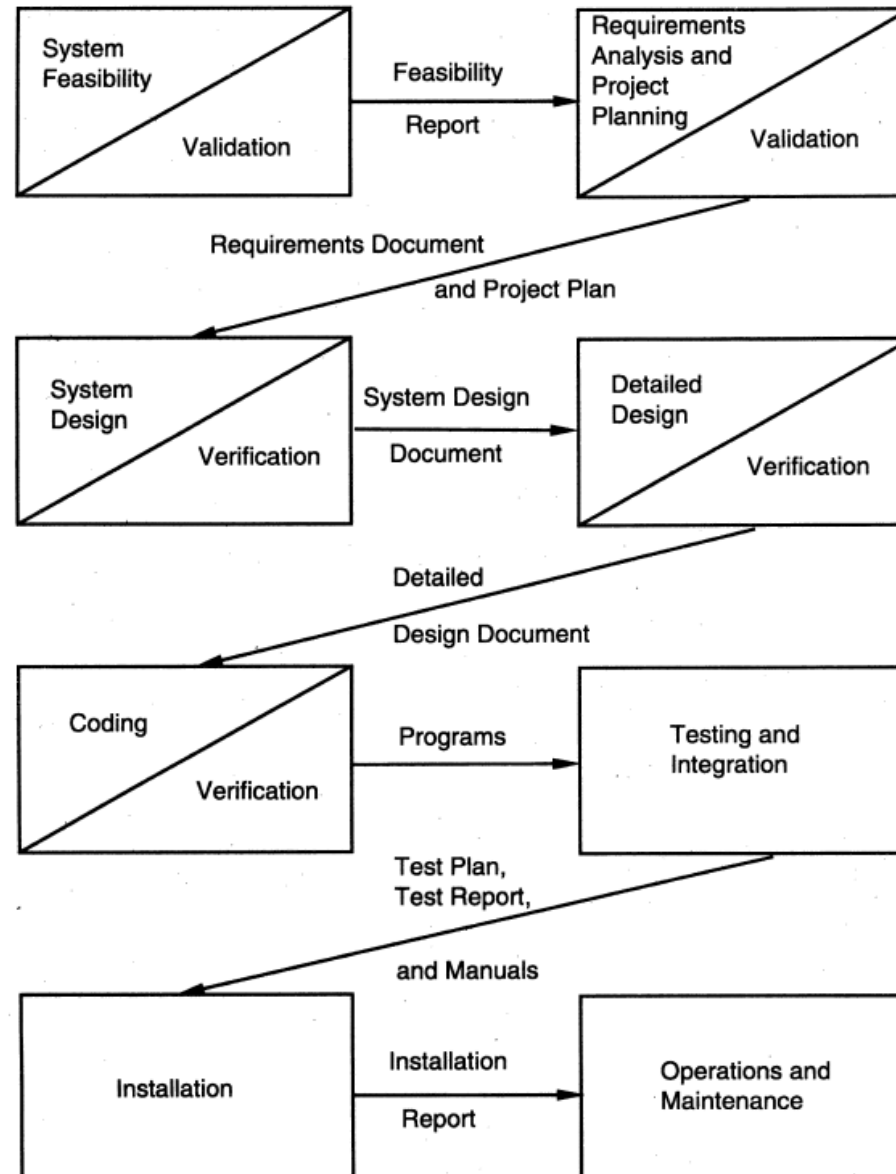 System
Feasibility
Validation
Feasibility
Report
Requirements
Analysis and
Project
Planning
Validation
Requirements Document
and Project Plan
System
Design
Verification
System Design
Document
Detailed
Design
Verification
Detailed
Design Document
Coding
Verification
Programs
Testing and
Integration
Test Plan,
Test Report,
and Manuals
Installation
Installation
Report
Operations and
Maintenance